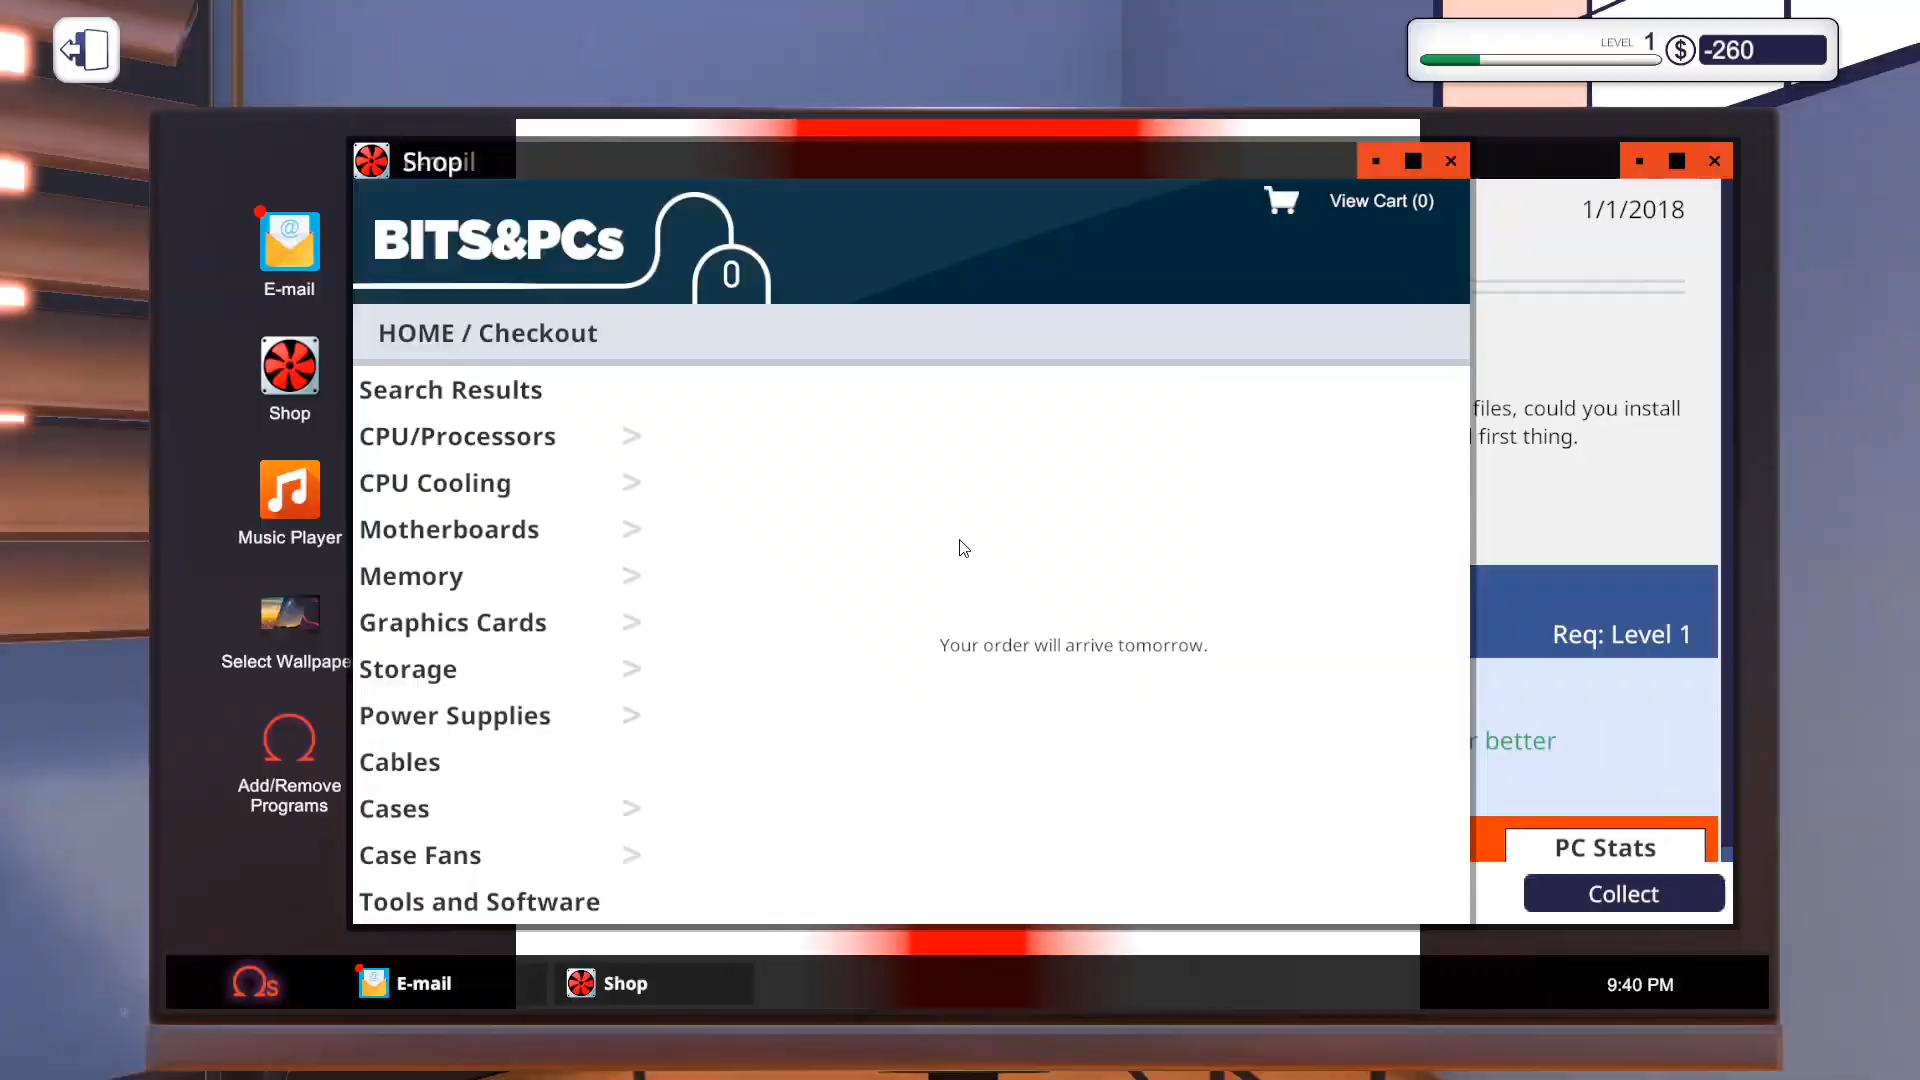 LEVEL 1 $ -260
Shop
BITS&PCs
View Cart (0)
HOME / Checkout
Search Results
CPU/Processors >
CPU Cooling >
Motherboards >
Memory >
Graphics Cards >
Storage >
Power Supplies >
Cables
Cases >
Case Fans >
Tools and Software
Your order will arrive tomorrow.
1/1/2018
files, could you install
first thing.
Req: Level 1
better
PC Stats
Collect
E-mail
Shop
Music Player
Select Wallpape
Add/Remove
Programs
Ωs
E-mail
Shop
9:40 PM